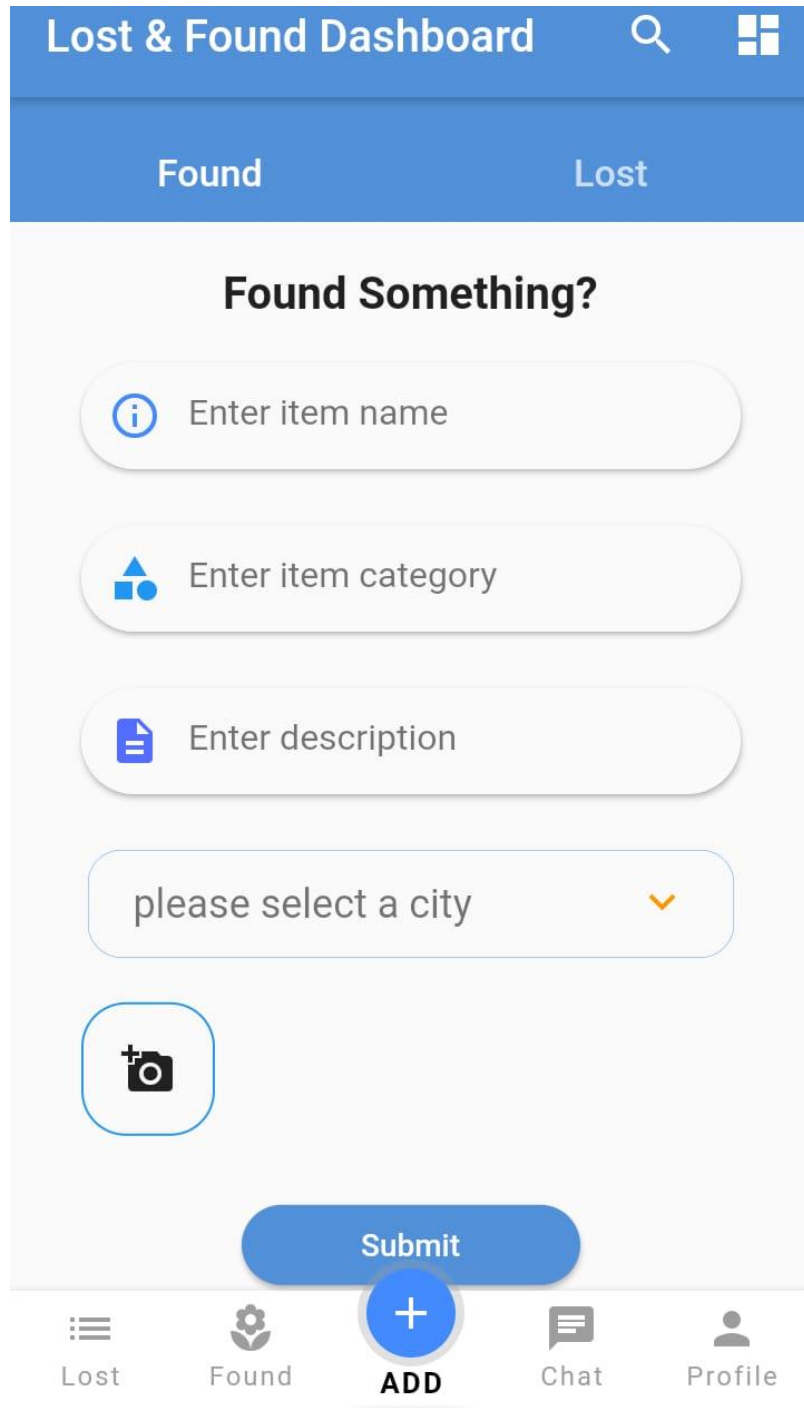 Lost & Found Dashboard
Found Lost
Found Something?
Enter item name
Enter item category
Enter description
please select a city
Submit
Lost Found ADD Chat Profile